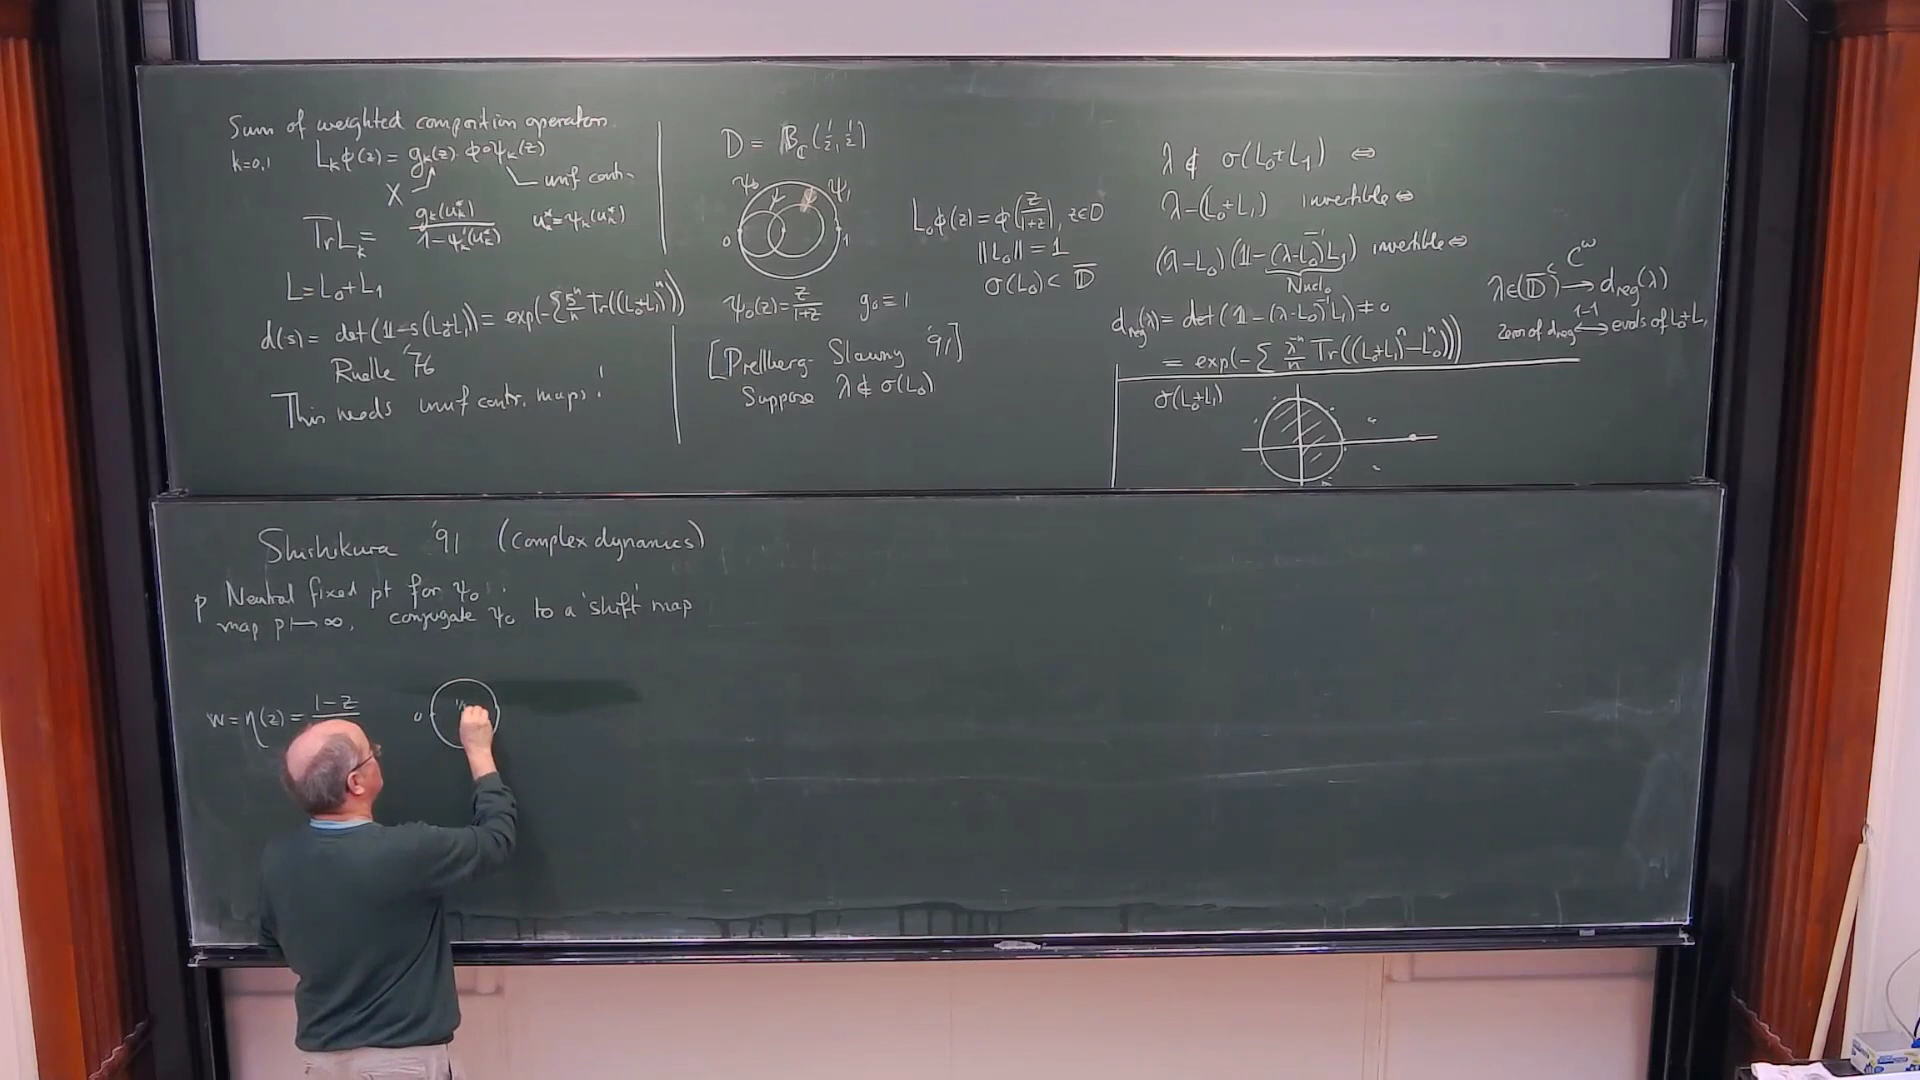 Sum of weighted composition operators
k=0,1 L_k φ(z) = g_k(z)·φ∘ψ_k(z)
X unif contr.
Tr L_k = g_k(u_k^*) / (1-ψ_k'(u_k^*)) u_k^* = ψ_k(u_k^*)
L = L_0+L_1
d(s) = det(1-s(L_0+L_1)) = exp(-Σ s^n/n Tr((L_0+L_1)^n))
Ruelle '76
This needs unif contr. maps!
D = B_ℂ(1/2, 1/2)
ψ_0 ψ_1
0 1
ψ_0(z) = z/(1+z) g_0 ≡ 1
[Prellberg-Slawny '91]
Suppose λ ∉ σ(L_0)
L_0 φ(z) = φ(z/(1+z)), z∈D
||L_0|| = 1
σ(L_0) ⊂ 𝔻̄
λ ∉ σ(L_0+L_1) ⇔
λ-(L_0+L_1) invertible ⇔
(λ-L_0)(1-(λ-L_0)^{-1}L_1) invertible ⇔
Nucl.
d_reg(λ) = det(1-(λ-L_0)^{-1}L_1) ≠ 0
= exp(-Σ λ^{-n}/n Tr((L_0+L_1)^n - L_0^n))
λ∈(𝔻̄)^c → d_reg(λ)
C^ω
zeros of d_reg ↔ evals of L_0+L_1
1-1
σ(L_0+L_1)
Shishikura '91 (complex dynamics)
p Neutral fixed pt for ψ_0 :
map p ↦ ∞, conjugate ψ_0 to a 'shift' map
w = η(z) = 1-z
0